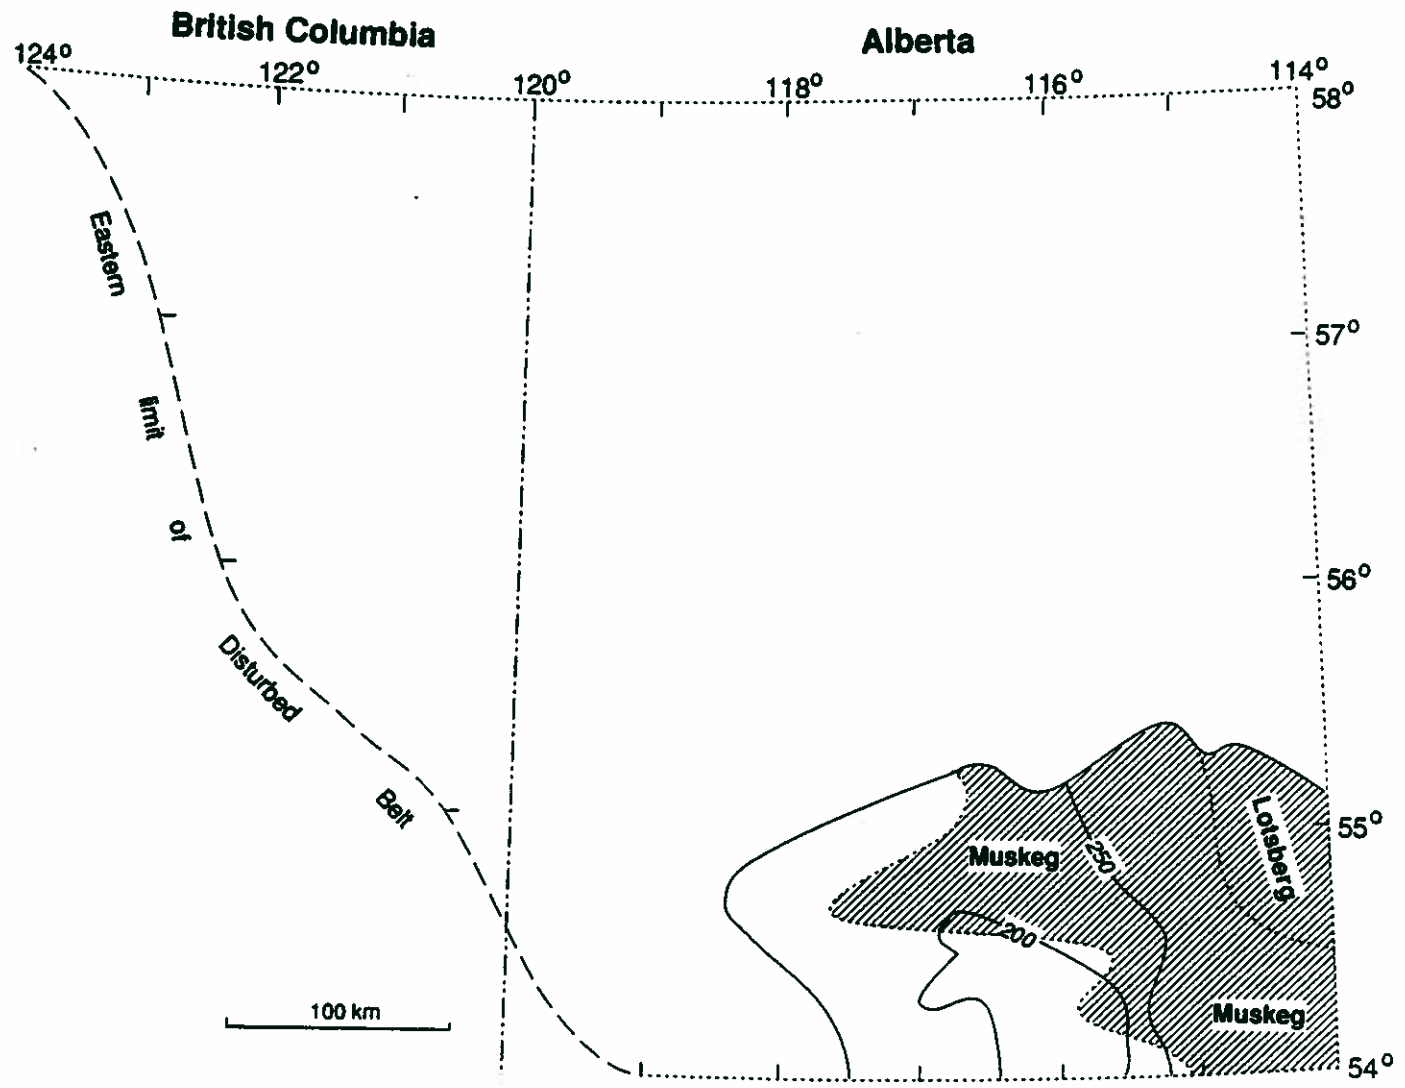 British Columbia
Alberta
124°
122°
120°
118°
116°
114°
58°
Eastern
limit
of
Disturbed
Belt
57°
56°
55°
54°
Muskeg
250
Lotsberg
200
Muskeg
100 km